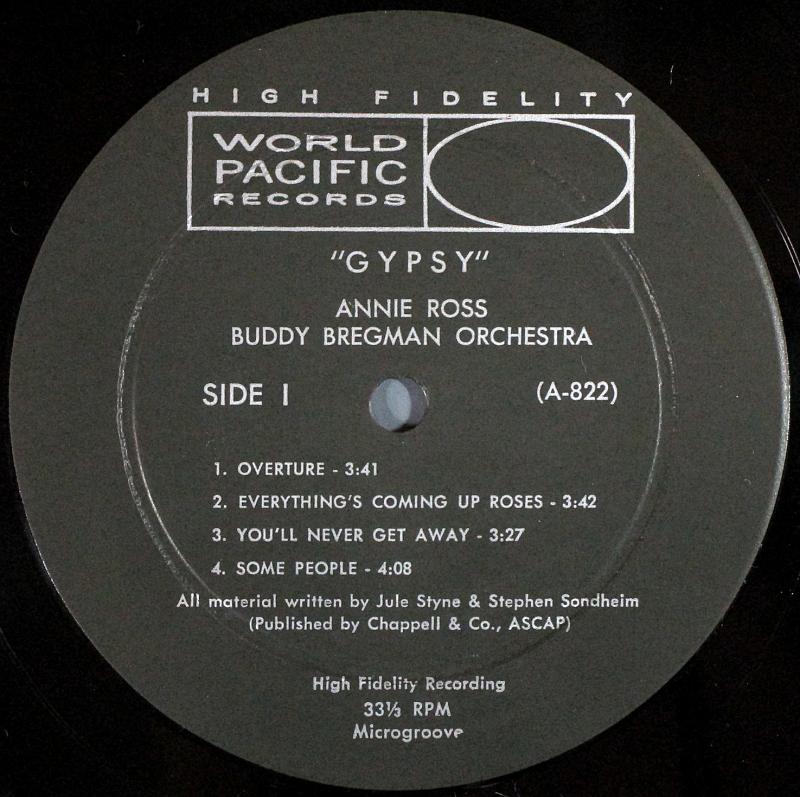 HIGH FIDELITY
WORLD
PACIFIC
RECORDS
"GYPSY"
ANNIE ROSS
BUDDY BREGMAN ORCHESTRA
SIDE 1 (A-822)
1. OVERTURE - 3:41
2. EVERYTHING'S COMING UP ROSES - 3:42
3. YOU'LL NEVER GET AWAY - 3:27
4. SOME PEOPLE - 4:08
All material written by Jule Styne & Stephen Sondheim
(Published by Chappell & Co., ASCAP)
High Fidelity Recording
33⅓ RPM
Microgroove